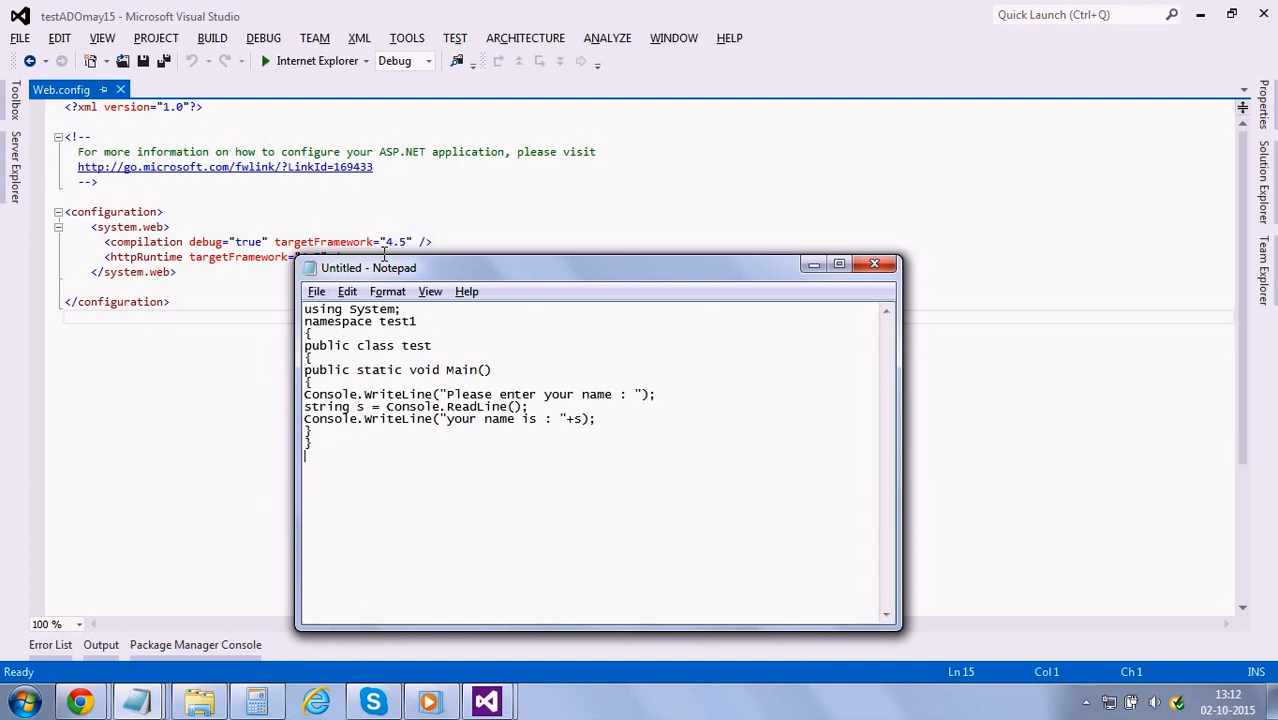 testADOmay15 - Microsoft Visual Studio
Quick Launch (Ctrl+Q)
FILE EDIT VIEW PROJECT BUILD DEBUG TEAM XML TOOLS TEST ARCHITECTURE ANALYZE WINDOW HELP
Internet Explorer Debug
Web.config
Toolbox
Server Explorer
Properties
Solution Explorer
Team Explorer
<?xml version="1.0"?>
<!--
For more information on how to configure your ASP.NET application, please visit
http://go.microsoft.com/fwlink/?LinkId=169433
-->
<configuration>
<system.web>
<compilation debug="true" targetFramework="4.5" />
<httpRuntime targetFramework=
</system.web>
</configuration>
Untitled - Notepad
File Edit Format View Help
using System;
namespace test1
{
public class test
{
public static void Main()
{
Console.WriteLine("Please enter your name : ");
string s = Console.ReadLine();
Console.WriteLine("your name is : "+s);
}
}
100 %
Error List Output Package Manager Console
Ready Ln 15 Col 1 Ch 1 INS
13:12
02-10-2015